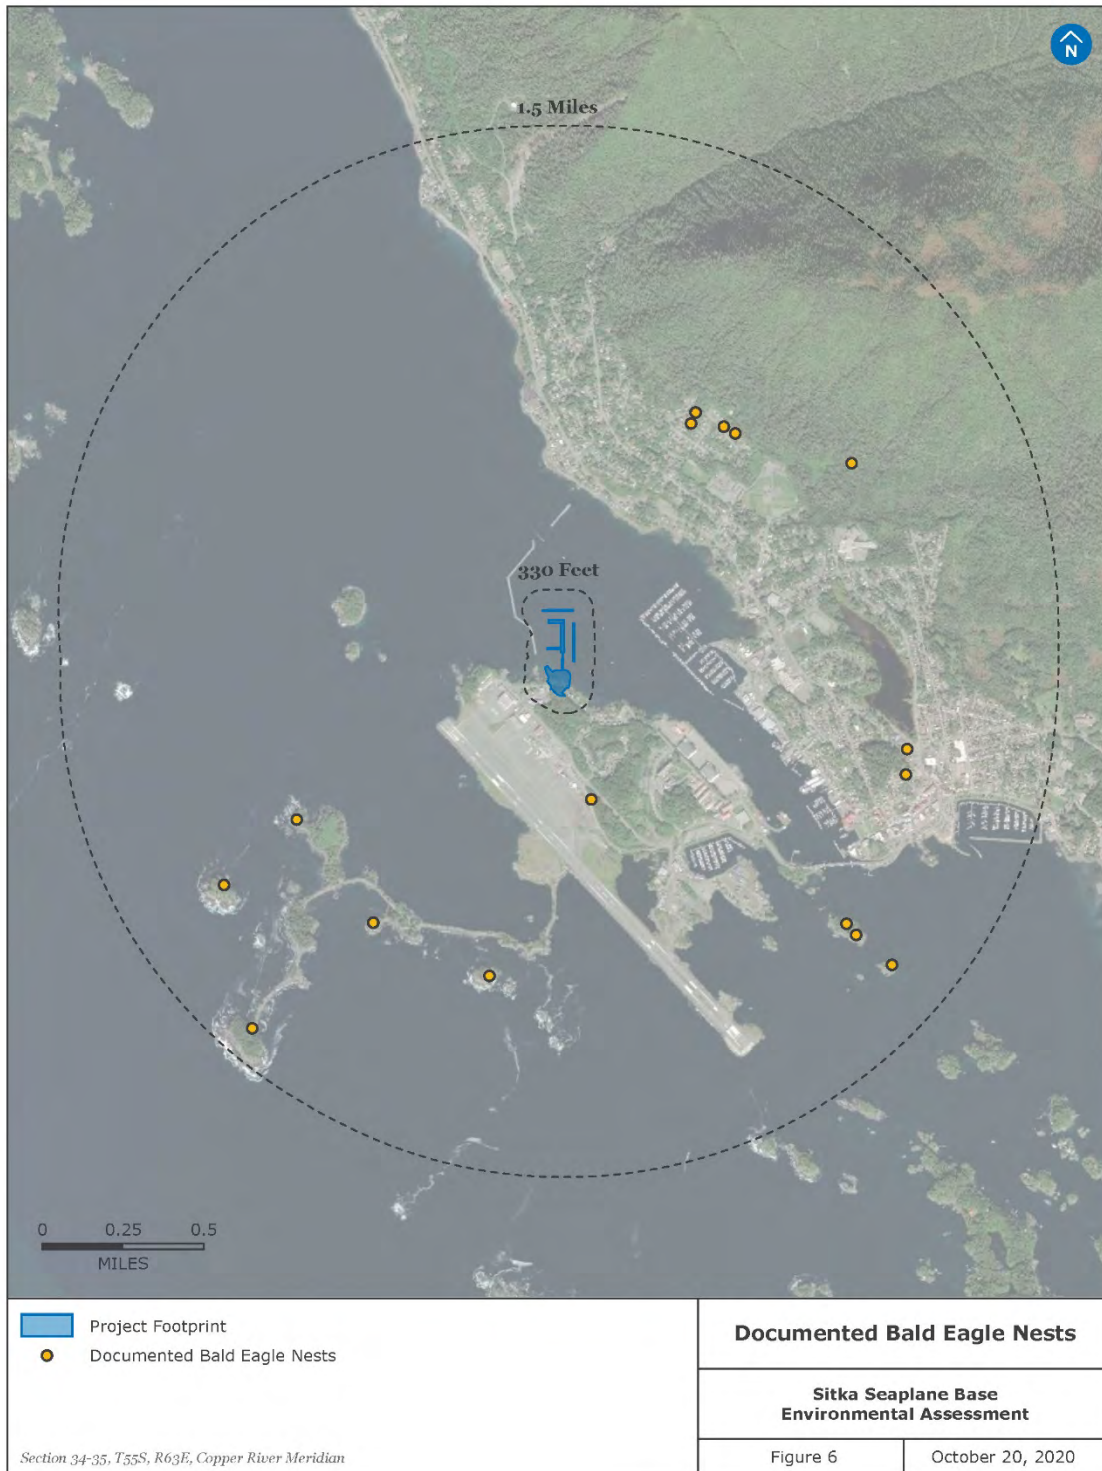 N
1.5 Miles
330 Feet
0 0.25 0.5
MILES
Project Footprint
Documented Bald Eagle Nests
Section 34-35, T55S, R63E, Copper River Meridian
Documented Bald Eagle Nests
Sitka Seaplane Base
Environmental Assessment
Figure 6
October 20, 2020